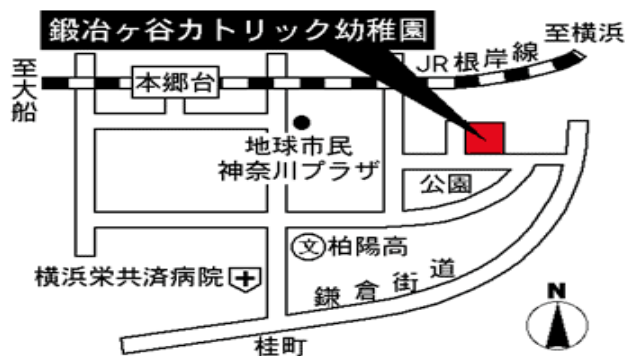 鍛冶ヶ谷カトリック幼稚園
至横浜
JR根岸線
至大船
本郷台
地球市民
神奈川プラザ
公園
文柏陽高
横浜栄共済病院
鎌倉街道
桂町
N